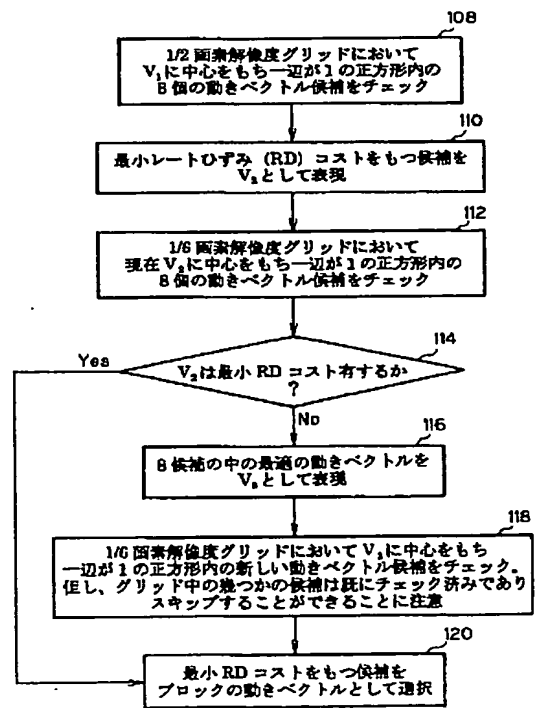 108
1/2 画素解像度グリッドにおいて
V₁に中心をもち一辺が1の正方形内の
8個の動きベクトル候補をチェック
110
最小レートひずみ (RD) コストをもつ候補を
V₂として表現
112
1/6 画素解像度グリッドにおいて
現在V₂に中心をもち一辺が1の正方形内の
8個の動きベクトル候補をチェック
114
Yes
V₂は最小 RD コスト有するか
?
No
116
8候補の中の最適の動きベクトルを
V₃として表現
118
1/6 画素解像度グリッドにおいて V₃に中心をもち
一辺が1の正方形内の新しい動きベクトル候補をチェック。
但し、グリッド中の幾つかの候補は既にチェック済みであり
スキップすることができることに注意
120
最小 RD コストをもつ候補を
ブロックの動きベクトルとして選択